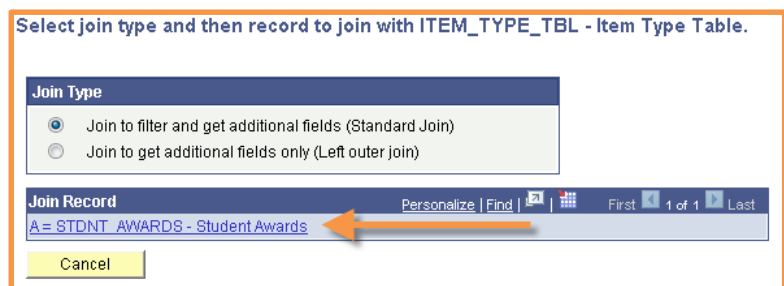 Select join type and then record to join with ITEM_TYPE_TBL - Item Type Table.
Join Type
Join to filter and get additional fields (Standard Join)
Join to get additional fields only (Left outer join)
Join Record Personalize | Find | | First 1 of 1 Last
A = STDNT_AWARDS - Student Awards
Cancel